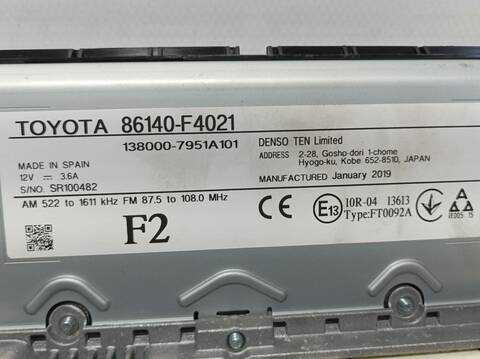 TOYOTA 86140-F4021
138000-7951A101
MADE IN SPAIN
12V 3.6A
S/NO. SR100482
DENSO TEN Limited
ADDRESS 2-28, Gosho-dori 1-chome
Hyogo-ku, Kobe 652-8510, JAPAN
MANUFACTURED January 2019
AM 522 to 1611 kHz FM 87.5 to 108.0 MHz
F2
CE
E13
10R-04 13613
Type:FT0092A